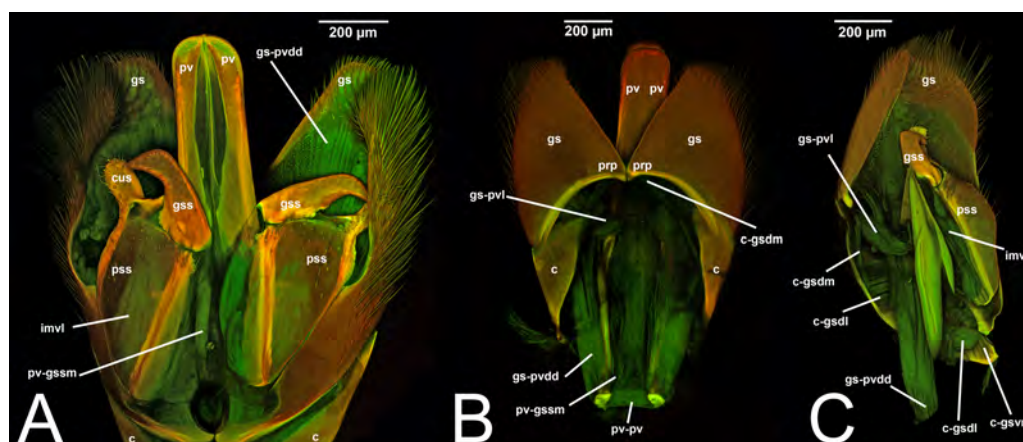 200 µm
200 µm
200 µm
gs-pvdd
pv
pv
gs
gs
cus
gss
gss
pss
pss
imvl
pv-gssm
c
c
A
pv
pv
gs
gs
prp
prp
gs-pvl
c-gsdm
c
c
gs-pvdd
pv-gssm
pv-pv
B
gs
gs-pvl
gss
pss
imvl
c-gsdm
c-gsdl
gs-pvdd
c-gsdl
C